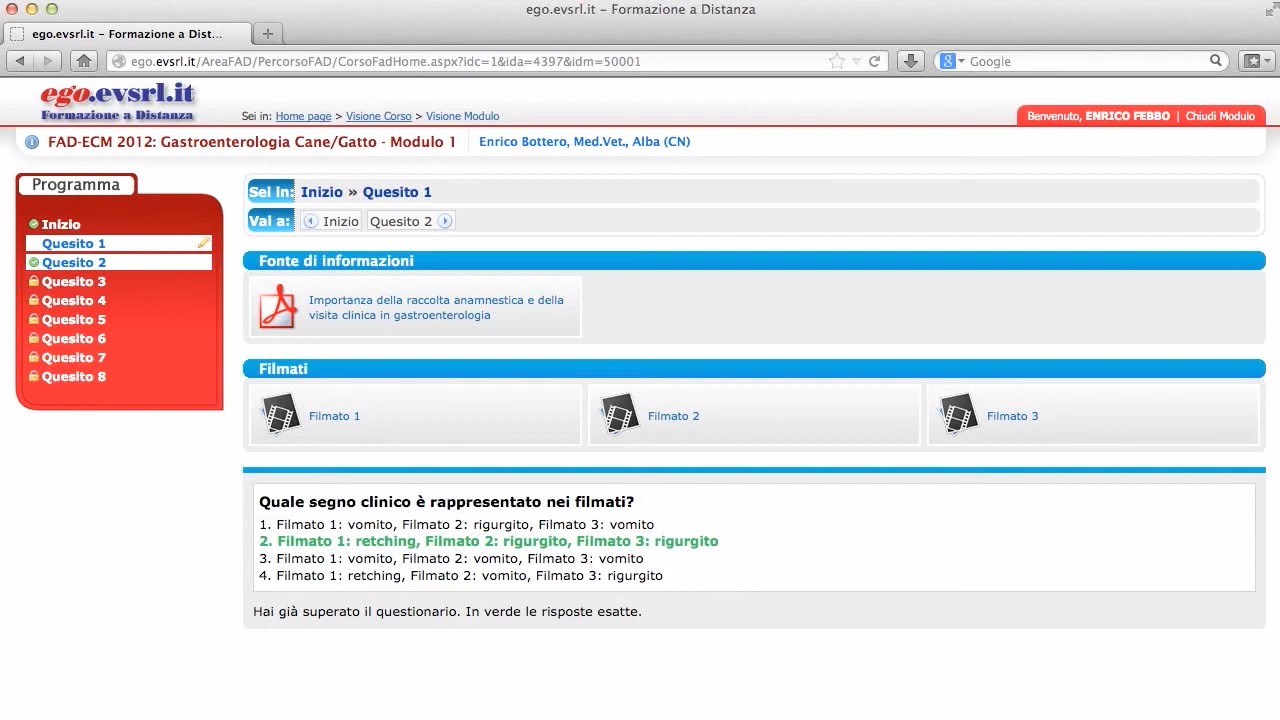 ego.evsrl.it – Formazione a Distanza
ego.evsrl.it – Formazione a Dist...
ego.evsrl.it/AreaFAD/PercorsoFAD/CorsoFadHome.aspx?idc=1&ida=4397&idm=50001
Google
ego.evsrl.it
Formazione a Distanza
Sei in: Home page > Visione Corso > Visione Modulo
Benvenuto, ENRICO FEBBO | Chiudi Modulo
FAD-ECM 2012: Gastroenterologia Cane/Gatto - Modulo 1
Enrico Bottero, Med.Vet., Alba (CN)
Programma
Inizio
Quesito 1
Quesito 2
Quesito 3
Quesito 4
Quesito 5
Quesito 6
Quesito 7
Quesito 8
Sei in: Inizio » Quesito 1
Vai a: Inizio Quesito 2
Fonte di informazioni
Importanza della raccolta anamnestica e della
visita clinica in gastroenterologia
Filmati
Filmato 1
Filmato 2
Filmato 3
Quale segno clinico è rappresentato nei filmati?
1. Filmato 1: vomito, Filmato 2: rigurgito, Filmato 3: vomito
2. Filmato 1: retching, Filmato 2: rigurgito, Filmato 3: rigurgito
3. Filmato 1: vomito, Filmato 2: vomito, Filmato 3: vomito
4. Filmato 1: retching, Filmato 2: vomito, Filmato 3: rigurgito
Hai già superato il questionario. In verde le risposte esatte.